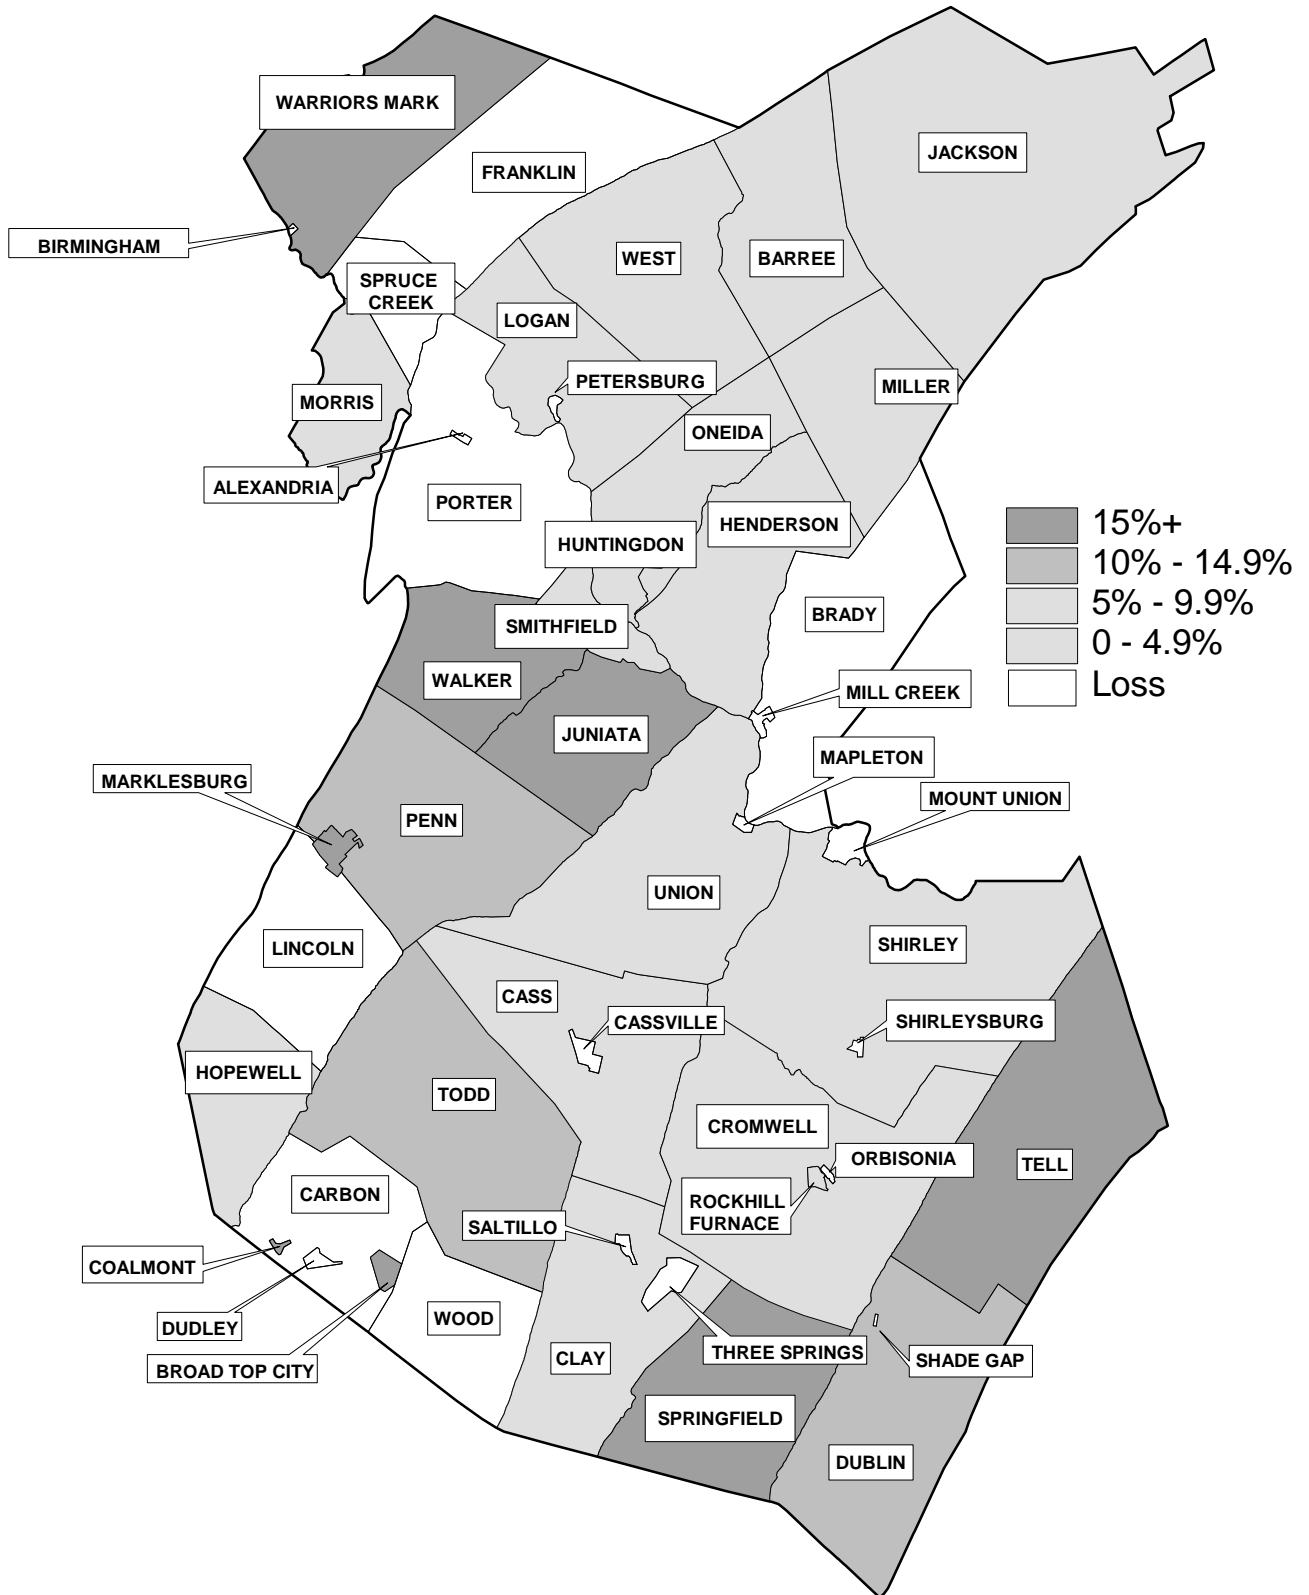 WARRIORS MARK
JACKSON
FRANKLIN
BIRMINGHAM
WEST
BARREE
SPRUCE
CREEK
LOGAN
PETERSBURG
MILLER
MORRIS
ONEIDA
ALEXANDRIA
PORTER
HENDERSON
HUNTINGDON
15%+
10% - 14.9%
5% - 9.9%
0 - 4.9%
Loss
BRADY
SMITHFIELD
WALKER
MILL CREEK
JUNIATA
MAPLETON
MARKLESBURG
MOUNT UNION
PENN
UNION
LINCOLN
SHIRLEY
CASS
CASSVILLE
SHIRLEYSBURG
HOPEWELL
TODD
CROMWELL
ORBISONIA
TELL
CARBON
ROCKHILL
FURNACE
SALTILLO
COALMONT
DUDLEY
WOOD
BROAD TOP CITY
CLAY
THREE SPRINGS
SHADE GAP
SPRINGFIELD
DUBLIN